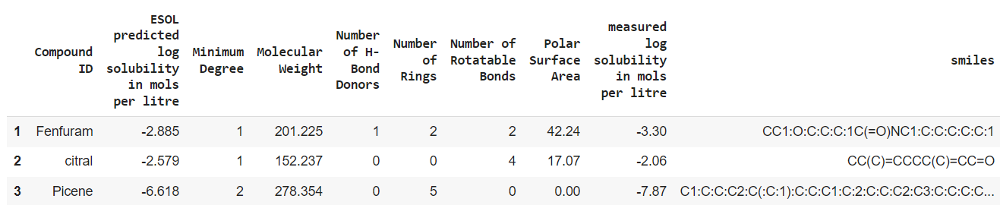 Compound ID ESOL predicted log solubility in mols per litre Minimum Degree Molecular Weight Number of H-Bond Donors Number of Rings Number of Rotatable Bonds Polar Surface Area measured log solubility in mols per litre smiles
1 Fenfuram -2.885 1 201.225 1 2 2 42.24 -3.30 CC1:O:C:C:C:1C(=O)NC1:C:C:C:C:C:1
2 citral -2.579 1 152.237 0 0 4 17.07 -2.06 CC(C)=CCCC(C)=CC=O
3 Picene -6.618 2 278.354 0 5 0 0.00 -7.87 C1:C:C:C2:C(:C:1):C:C:C1:C:2:C:C:C2:C3:C:C:C:C...